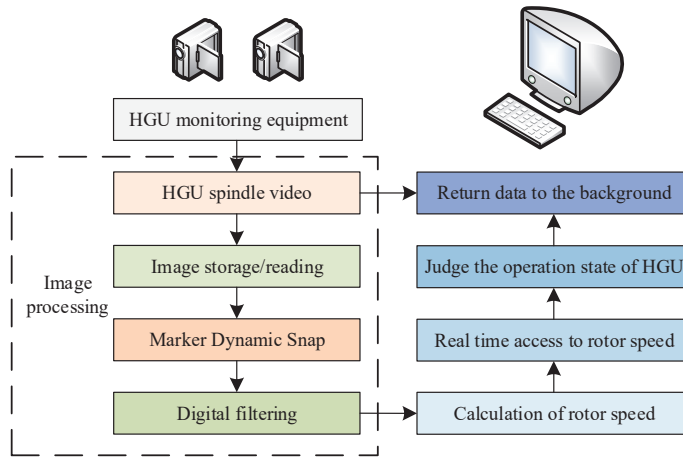 HGU monitoring equipment
HGU spindle video
Return data to the background
Image storage/reading
Judge the operation state of HGU
Image
processing
Marker Dynamic Snap
Real time access to rotor speed
Digital filtering
Calculation of rotor speed